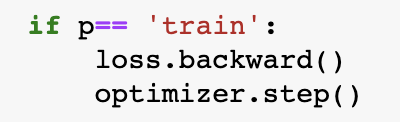 if p== 'train':
    loss.backward()
    optimizer.step()